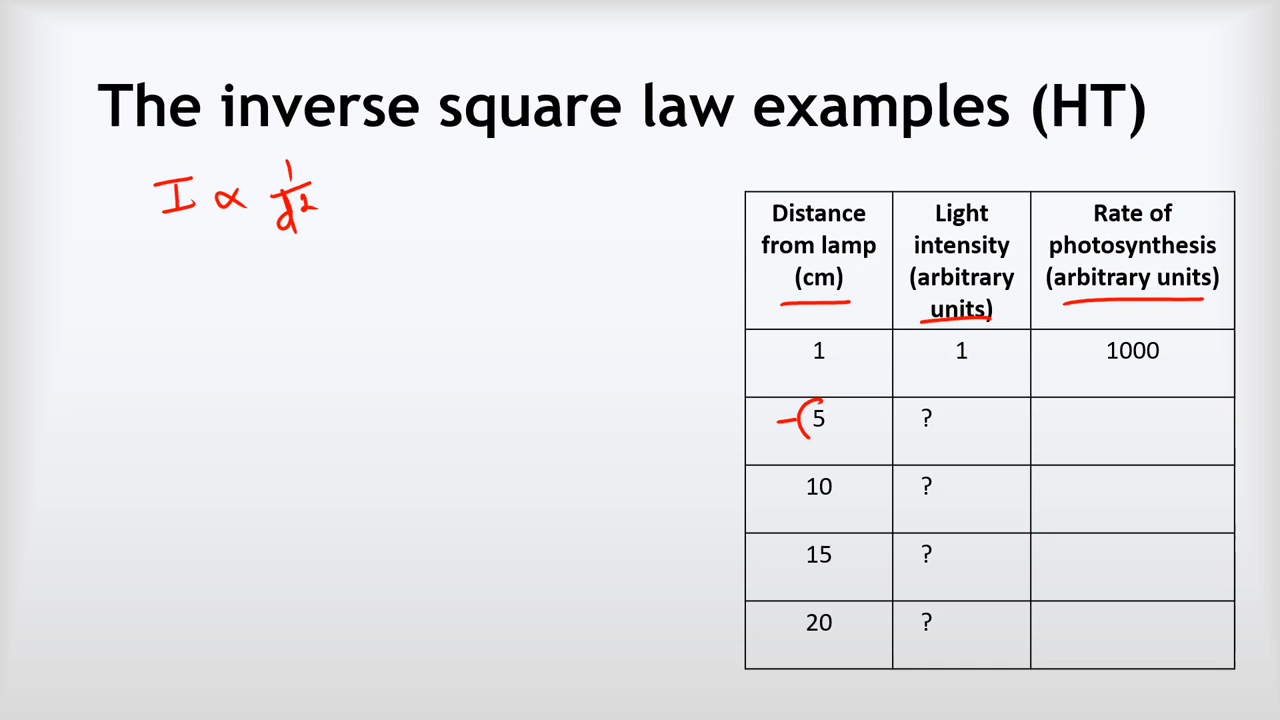 The inverse square law examples (HT)
I ∝ 1/d²
Distance from lamp (cm) Light intensity (arbitrary units) Rate of photosynthesis (arbitrary units)
1 1 1000
5 ?
10 ?
15 ?
20 ?